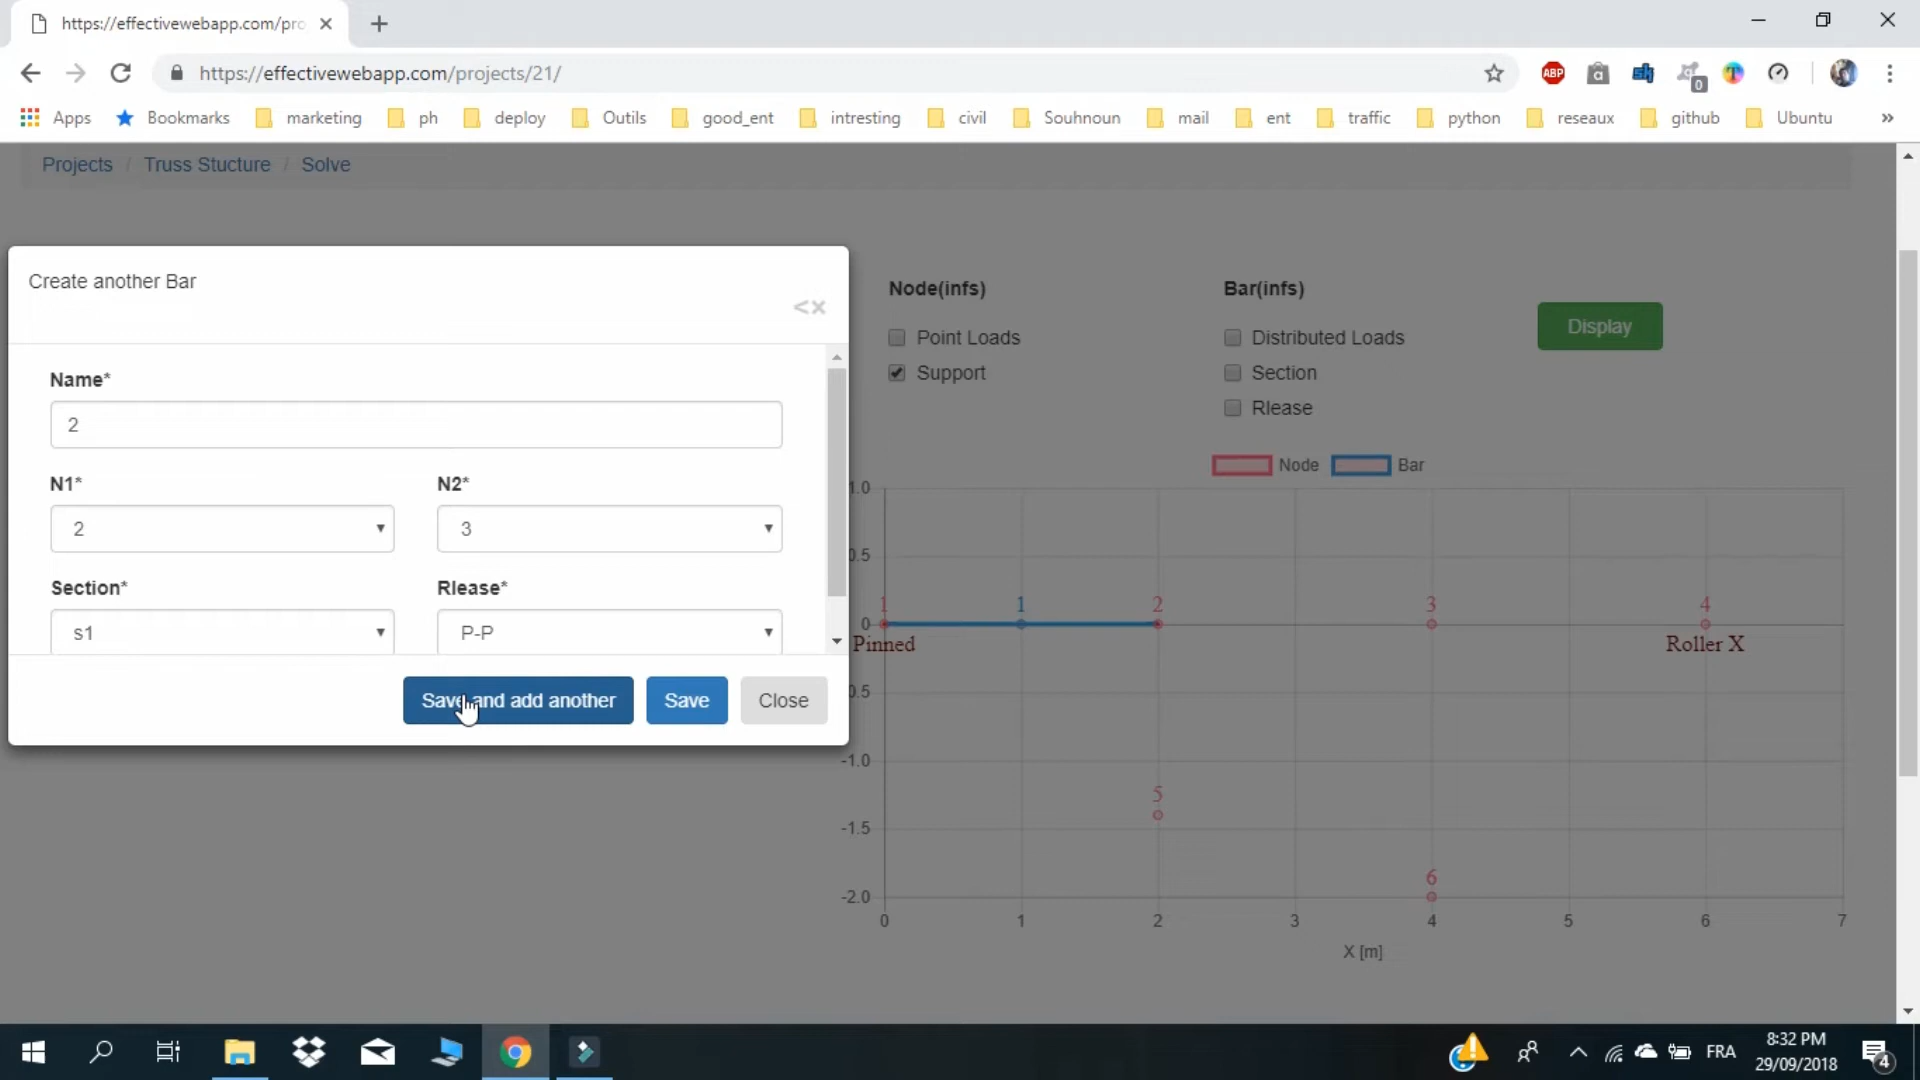 https://effectivewebapp.com/pro
https://effectivewebapp.com/projects/21/
ABP
a
0
Apps
Bookmarks
marketing
ph
deploy
Outils
good_ent
intresting
civil
Souhnoun
mail
ent
traffic
python
reseaux
github
Ubuntu
»
Projects / Truss Stucture / Solve
Create another Bar
<×
Name*
2
N1*
N2*
2
3
Section*
Rlease*
s1
P-P
Save and add another
Save
Close
Node(infs)
Point Loads
Support
Bar(infs)
Distributed Loads
Section
Rlease
Display
Node
Bar
1.0
0.5
0
0.5
-1.0
-1.5
-2.0
1
1
2
3
4
Pinned
Roller X
5
6
0
1
2
3
4
5
6
7
X [m]
FRA
8:32 PM
29/09/2018
4